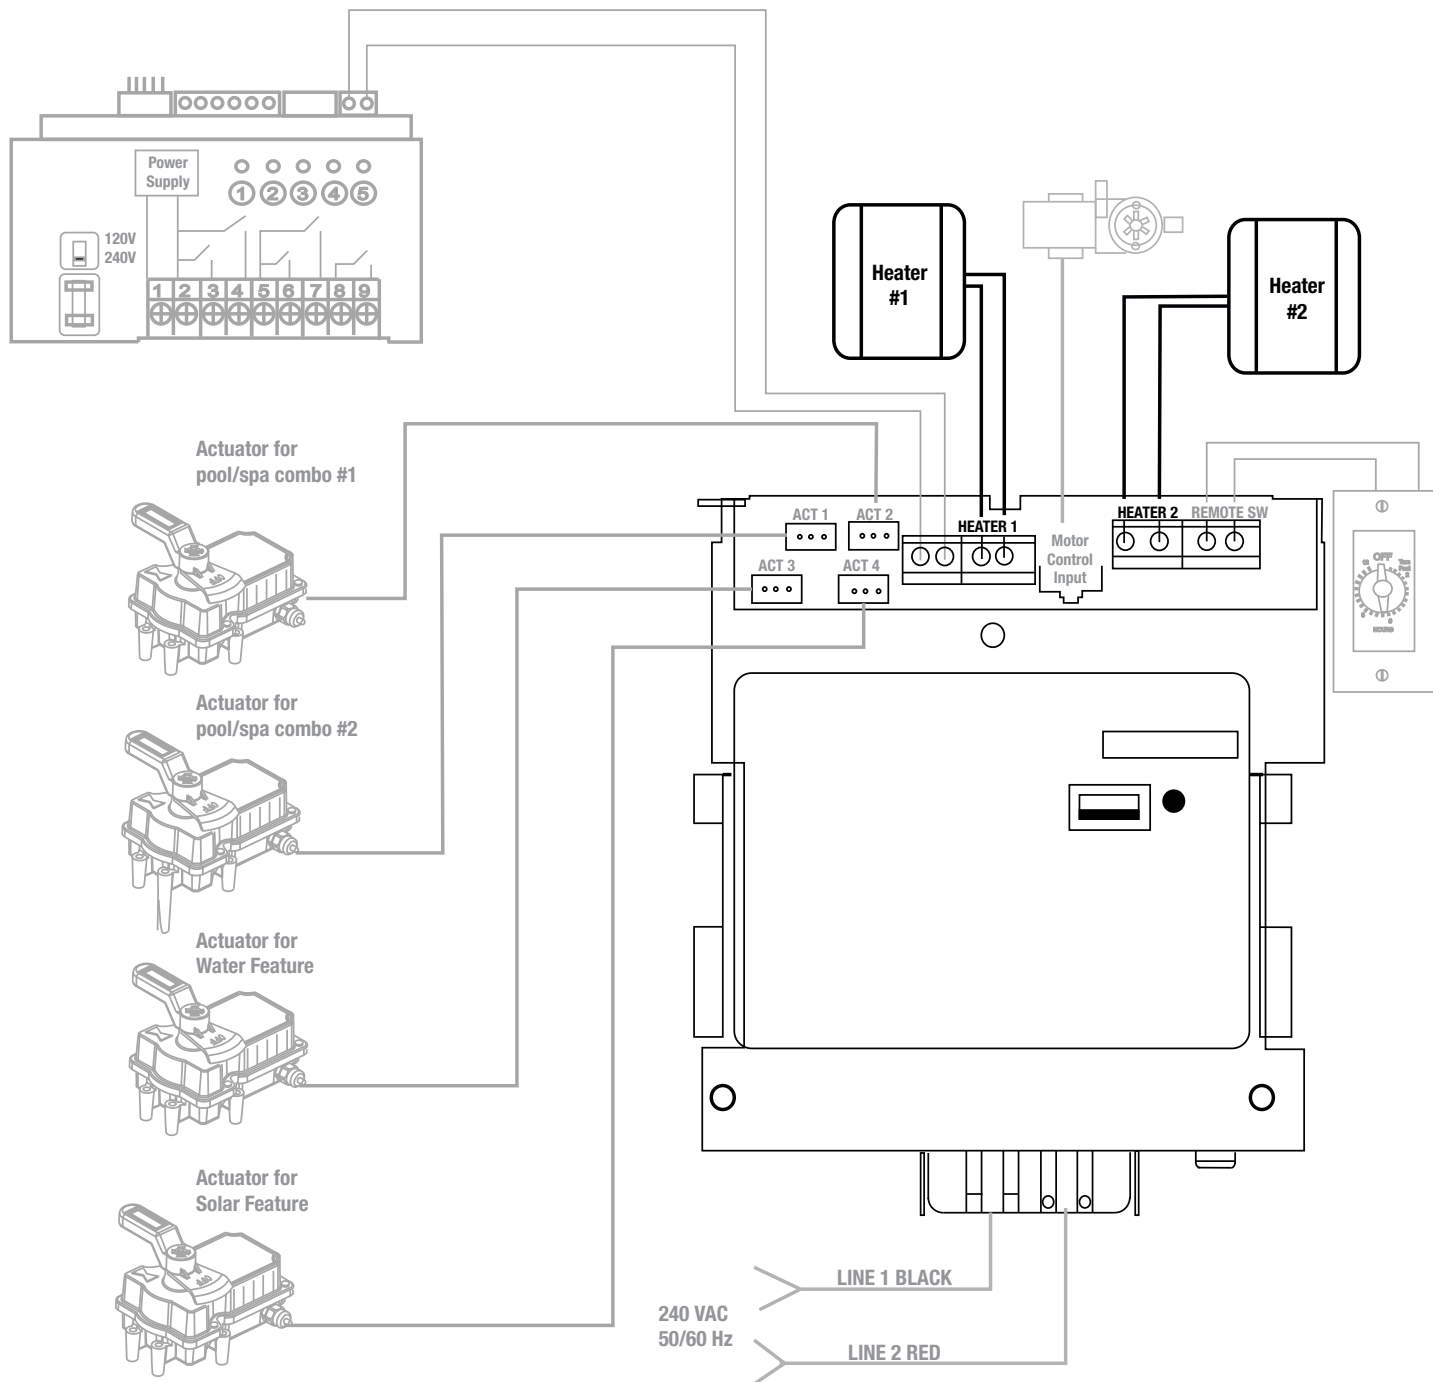 Power
Supply
1 2 3 4 5
120V
240V
1 2 3 4 5 6 7 8 9
Heater
#1
Heater
#2
Actuator for
pool/spa combo #1
ACT 1
ACT 2
HEATER 1
HEATER 2
REMOTE SW
ACT 3
ACT 4
Motor
Control
Input
OFF
HOURS
Actuator for
pool/spa combo #2
Actuator for
Water Feature
Actuator for
Solar Feature
LINE 1 BLACK
240 VAC
50/60 Hz
LINE 2 RED